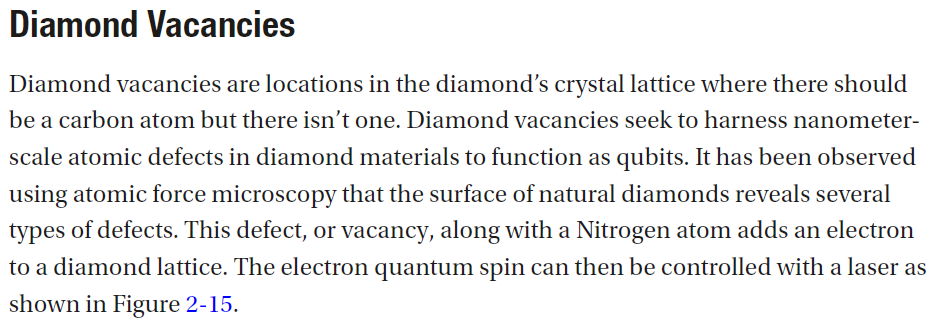 Diamond Vacancies
Diamond vacancies are locations in the diamond’s crystal lattice where there should
be a carbon atom but there isn’t one. Diamond vacancies seek to harness nanometer-
scale atomic defects in diamond materials to function as qubits. It has been observed
using atomic force microscopy that the surface of natural diamonds reveals several
types of defects. This defect, or vacancy, along with a Nitrogen atom adds an electron
to a diamond lattice. The electron quantum spin can then be controlled with a laser as
shown in Figure 2-15.